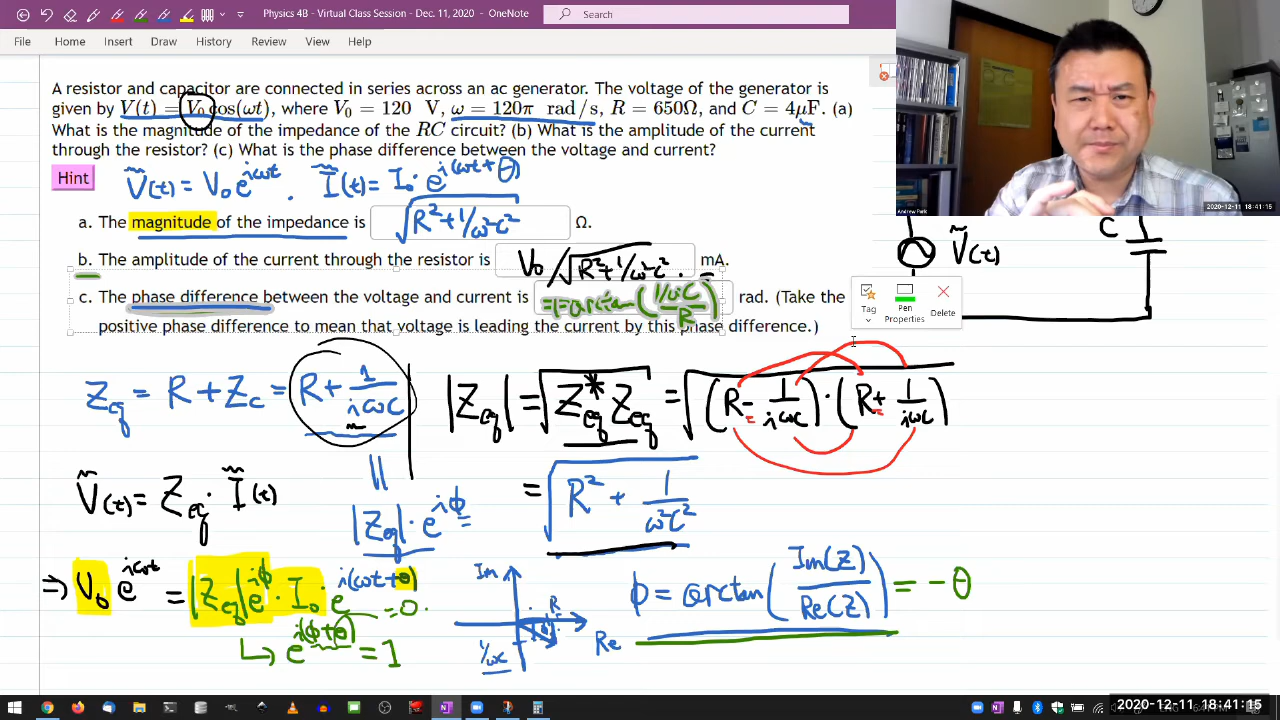 Physics 4B - Virtual Class Session - Dec. 11, 2020 - OneNote
Search
File Home Insert Draw History Review View Help
A resistor and capacitor are connected in series across an ac generator. The voltage of the generator is
given by V(t) = V₀ cos(ωt), where V₀ = 120 V, ω = 120π rad/s, R = 650Ω, and C = 4μF. (a)
What is the magnitude of the impedance of the RC circuit? (b) What is the amplitude of the current
through the resistor? (c) What is the phase difference between the voltage and current?
Hint
Ṽ(t) = V₀ e^{iωt} . Ĩ(t) = I₀ · e^{i(ωt+θ)}
a. The magnitude of the impedance is √(R² + 1/ω²C²) Ω.
b. The amplitude of the current through the resistor is V₀ / √(R² + 1/ω²C²) . = mA.
c. The phase difference between the voltage and current is arctan((1/ωC)/R) rad. (Take the
positive phase difference to mean that voltage is leading the current by this phase difference.)
C
Ṽ(t)
Tag
Pen Properties
Delete
Andrew Park
2020-12-11 18:41:15
Z_eq = R + Z_C = R + 1/(iωC)
|Z_eq| = √(Z*_eq Z_eq) = √((R - 1/(iωC)) · (R + 1/(iωC)))
= √(R² + 1/(ω²C²))
Ṽ(t) = Z_eq · Ĩ(t)
||
|Z_eq| · e^{iϕ}
⇒ V₀ e^{iωt} = |Z_eq| e^{iϕ} · I₀ e^{i(ωt+θ)}
= 0
↳ e^{i(ϕ+θ)} = 1
Im
R
Re
1/ωC
ϕ = arctan(Im(Z)/Re(Z)) = -θ
2020-12-11 18:41:15